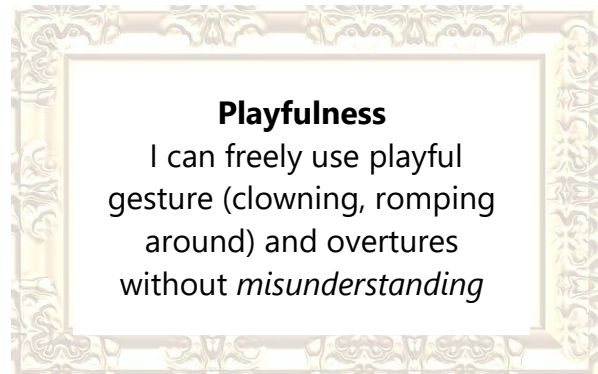 Playfulness
I can freely use playful
gesture (clowning, romping
around) and overtures
without misunderstanding